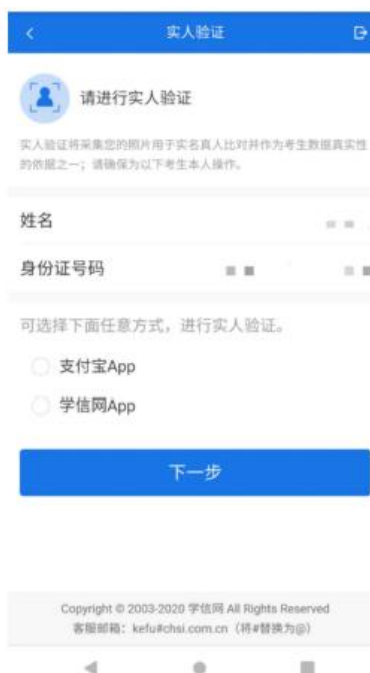 实人验证
请进行实人验证
实人验证将采集您的照片用于实名真人比对并作为考生数据真实性
的依据之一；请确保为以下考生本人操作。
姓名
身份证号码
可选择下面任意方式，进行实人验证。
支付宝App
学信网App
下一步
Copyright © 2003-2020 学信网 All Rights Reserved
客服邮箱：kefu#chsi.com.cn（将#替换为@）